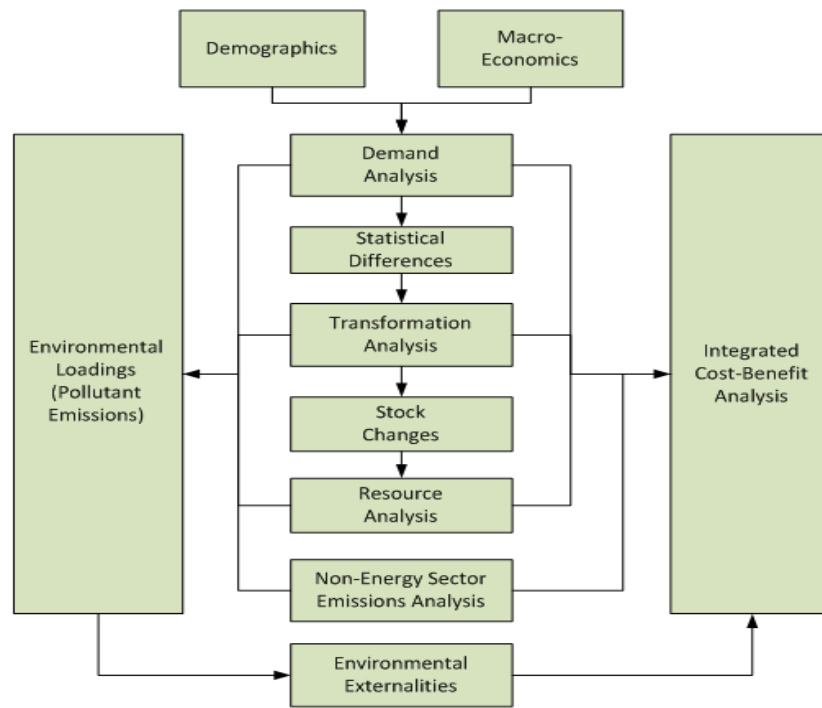 Demographics
Macro-
Economics
Demand
Analysis
Statistical
Differences
Transformation
Analysis
Environmental
Loadings
(Pollutant
Emissions)
Integrated
Cost-Benefit
Analysis
Stock
Changes
Resource
Analysis
Non-Energy Sector
Emissions Analysis
Environmental
Externalities